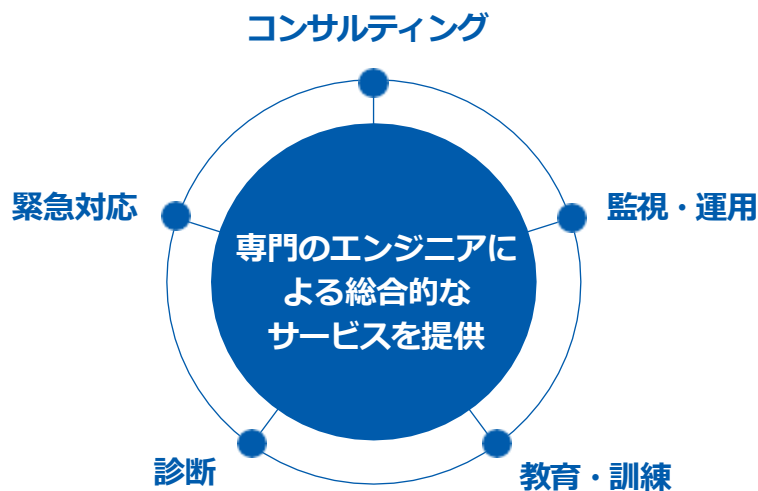 コンサルティング
緊急対応
監視・運用
専門のエンジニアに
よる総合的な
サービスを提供
診断
教育・訓練